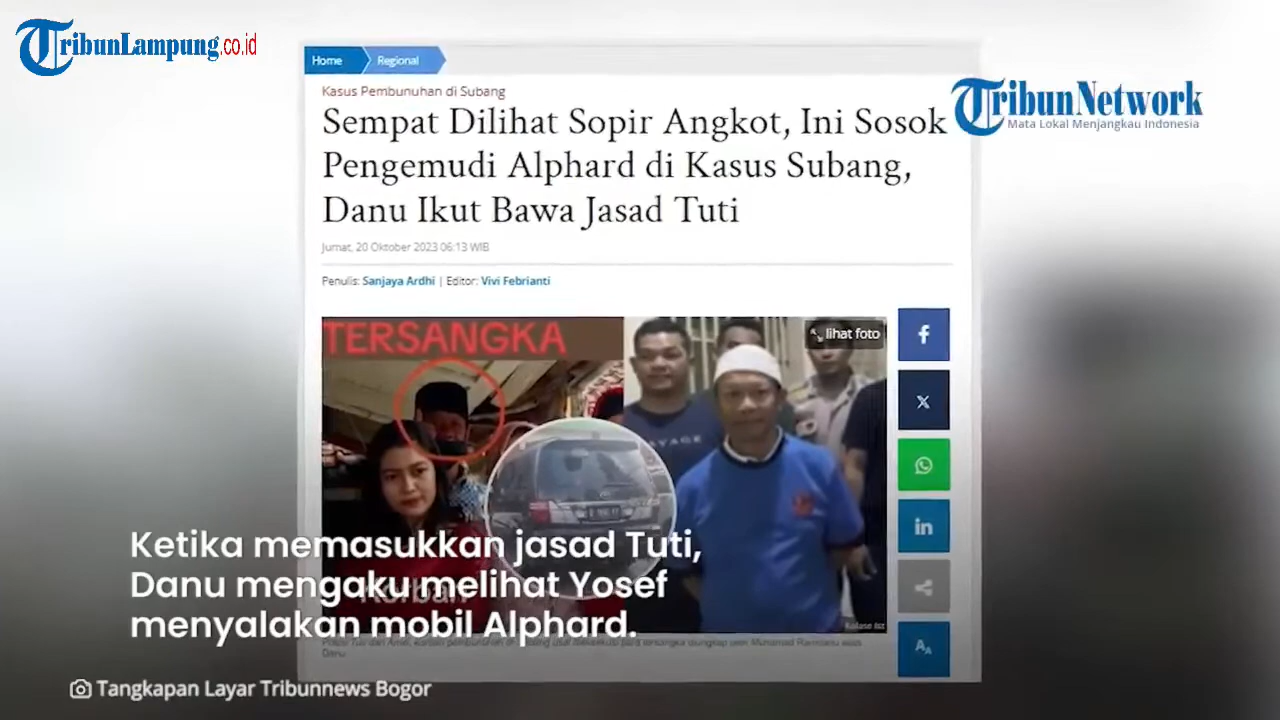 TribunLampung.co.id
Home
Regional
TribunNetwork
Mata Lokal Menjangkau Indonesia
Kasus Pembunuhan di Subang
Sempat Dilihat Sopir Angkot, Ini Sosok
Pengemudi Alphard di Kasus Subang,
Danu Ikut Bawa Jasad Tuti
Jumat, 20 Oktober 2023 06:13 WIB
Penulis: Sanjaya Ardhi | Editor: Vivi Febrianti
TERSANGKA
lihat foto
Korban
Ketika memasukkan jasad Tuti,
Danu mengaku melihat Yosef
menyalakan mobil Alphard.
Danu.
Tangkapan Layar Tribunnews Bogor